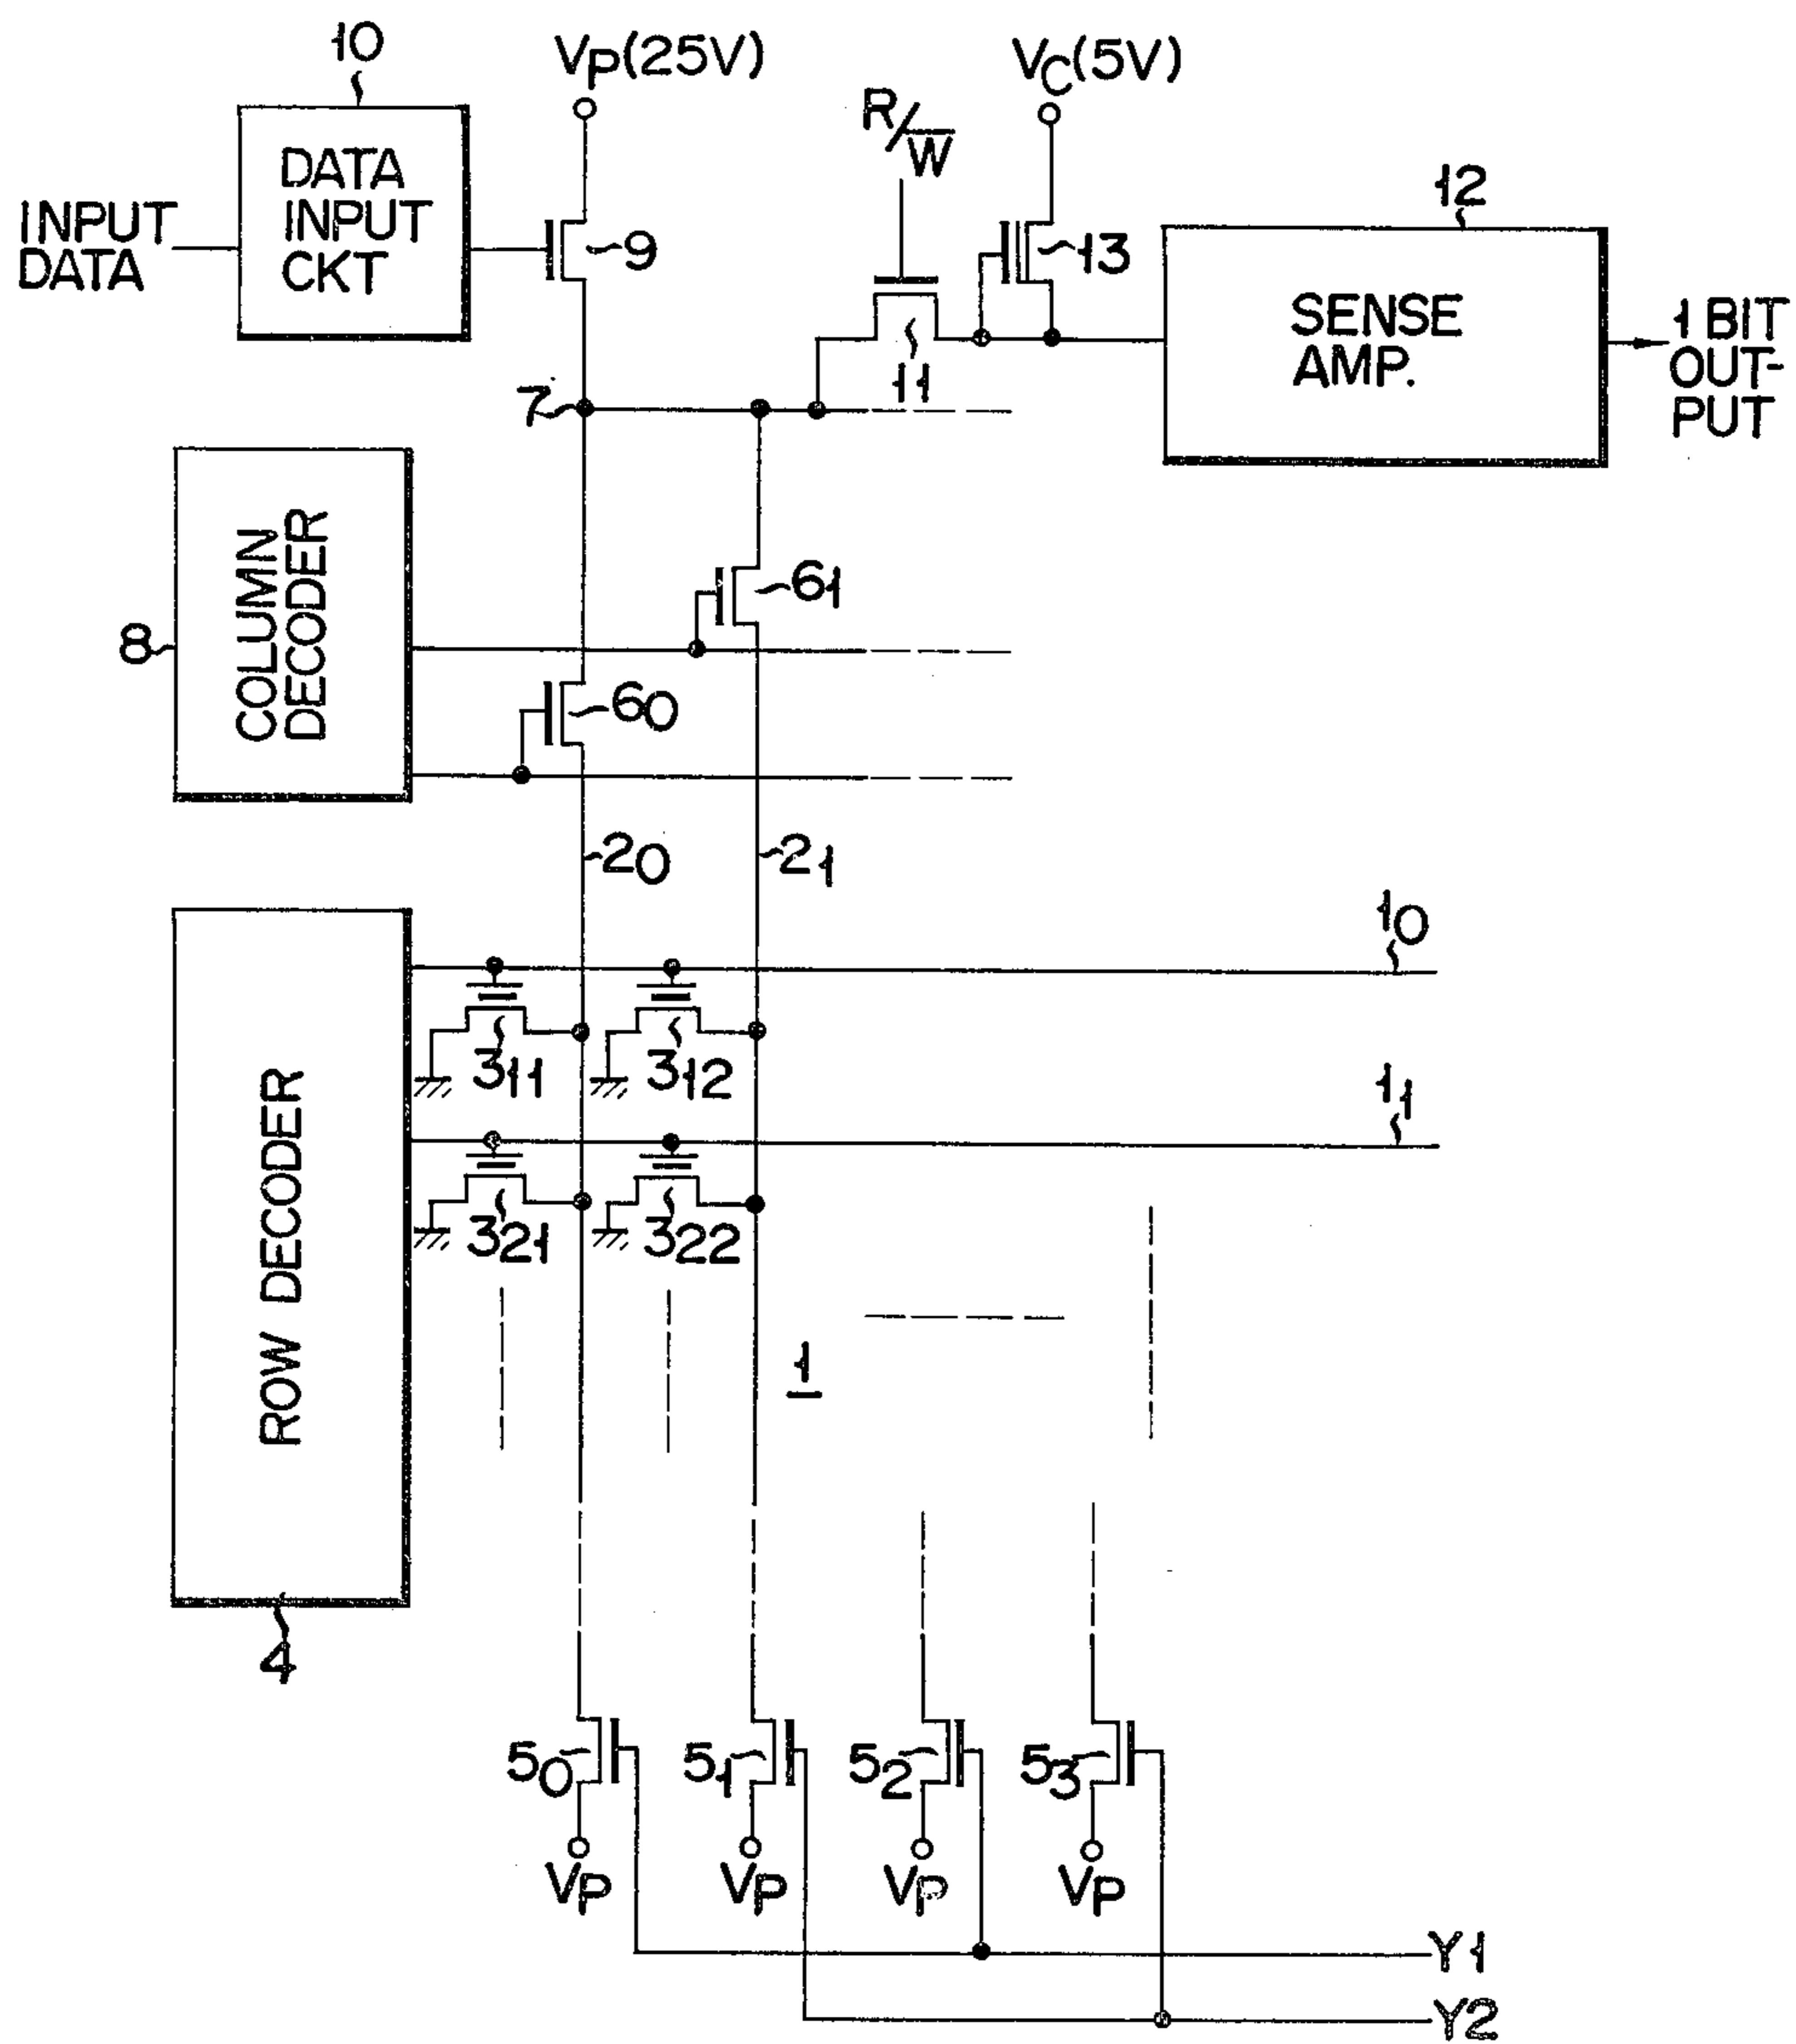 10
VP(25V)
VC(5V)
R/W
12
INPUT
DATA
DATA
INPUT
CKT
9
13
SENSE
AMP.
1 BIT
OUT-
PUT
11
7
COLUMN
DECODER
8
61
60
20
21
10
311
312
11
ROW DECODER
321
322
1
4
50
51
52
53
VP
VP
VP
VP
Y1
Y2